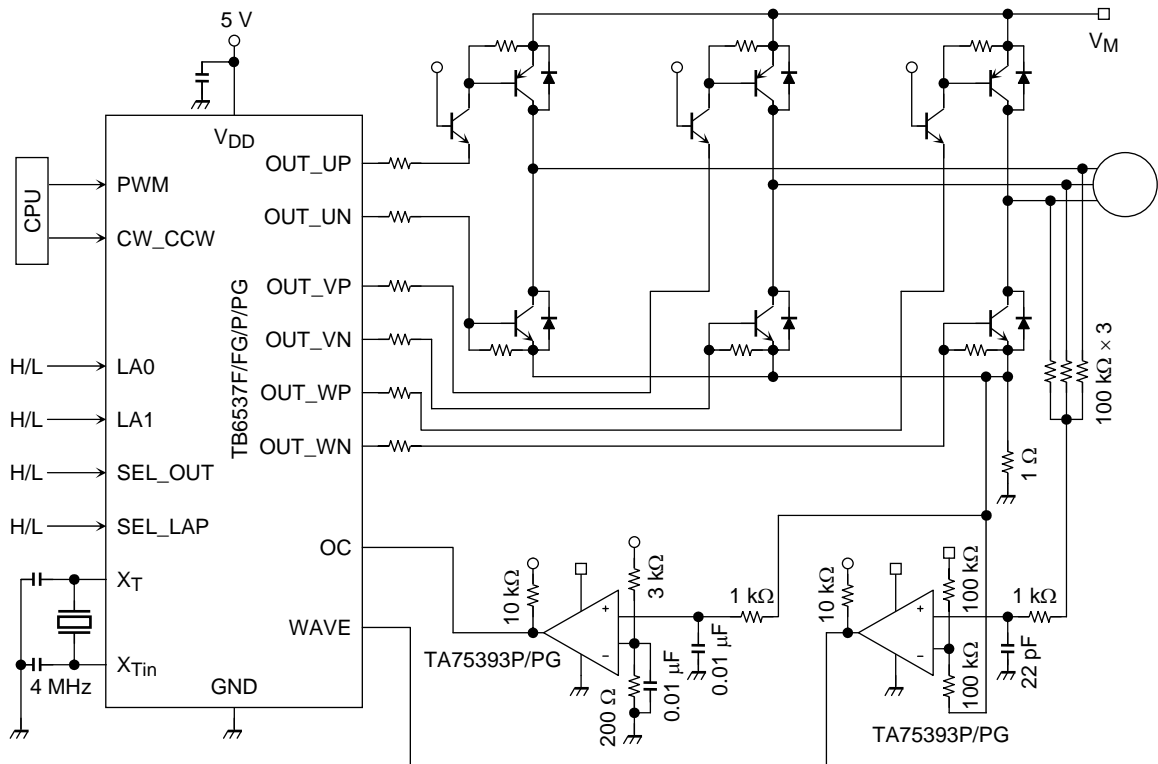 5 V
V_M
V_DD
CPU
PWM
CW_CCW
OUT_UP
OUT_UN
OUT_VP
OUT_VN
OUT_WP
OUT_WN
TB6537F/FG/P/PG
H/L
LA0
H/L
LA1
H/L
SEL_OUT
H/L
SEL_LAP
X_T
X_Tin
4 MHz
OC
WAVE
GND
100 kΩ × 3
1 Ω
10 kΩ
3 kΩ
1 kΩ
+
−
TA75393P/PG
200 Ω
0.01 μF
0.01 μF
10 kΩ
100 kΩ
1 kΩ
+
−
100 kΩ
22 pF
TA75393P/PG